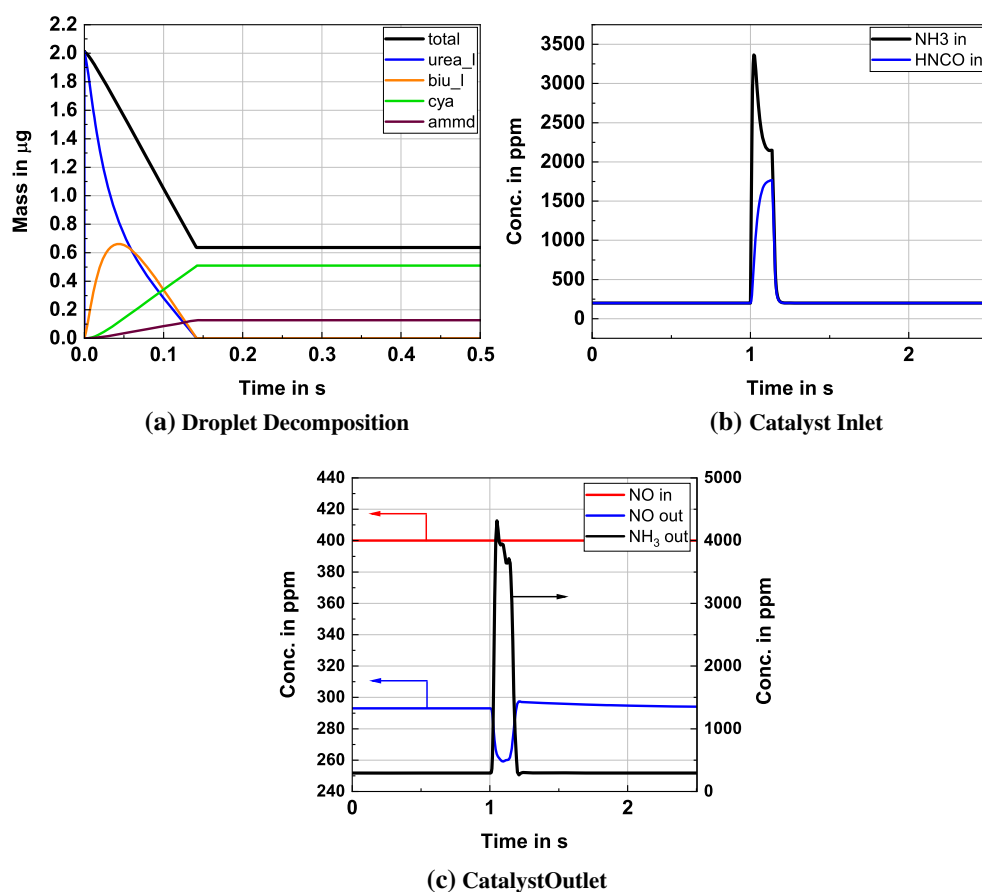 2.2
2.0
1.8
1.6
1.4
1.2
1.0
0.8
0.6
0.4
0.2
0.0
Mass in µg
total
urea_l
biu_l
cya
ammd
0.0 0.1 0.2 0.3 0.4 0.5
Time in s
(a) Droplet Decomposition
3500
3000
2500
2000
1500
1000
500
0
Conc. in ppm
NH3 in
HNCO in
0 1 2
Time in s
(b) Catalyst Inlet
440
420
400
380
360
340
320
300
280
260
240
Conc. in ppm
NO in
NO out
NH₃ out
5000
4000
3000
2000
1000
0
Conc. in ppm
0 1 2
Time in s
(c) CatalystOutlet